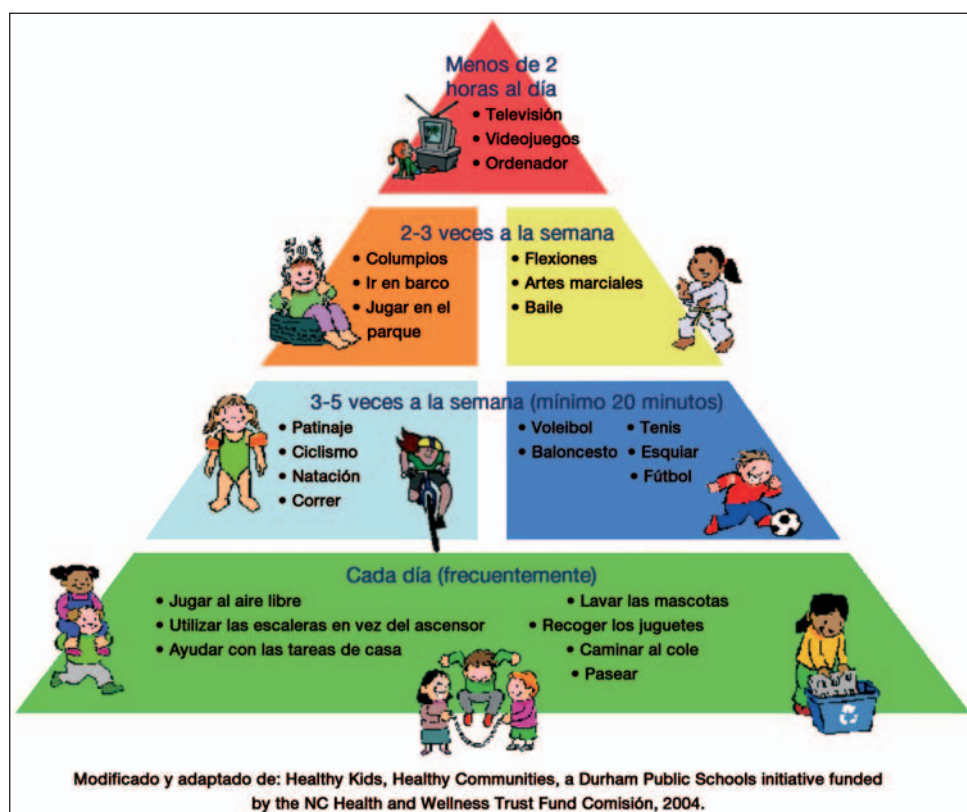 Menos de 2
horas al día
• Televisión
• Videojuegos
• Ordenador
2-3 veces a la semana
• Columpios
• Ir en barco
• Jugar en el
parque
• Flexiones
• Artes marciales
• Baile
3-5 veces a la semana (mínimo 20 minutos)
• Patinaje
• Ciclismo
• Natación
• Correr
• Voleibol
• Baloncesto
• Tenis
• Esquiar
• Fútbol
Cada día (frecuentemente)
• Jugar al aire libre
• Utilizar las escaleras en vez del ascensor
• Ayudar con las tareas de casa
• Lavar las mascotas
• Recoger los juguetes
• Caminar al cole
• Pasear
Modificado y adaptado de: Healthy Kids, Healthy Communities, a Durham Public Schools initiative funded
by the NC Health and Wellness Trust Fund Comisión, 2004.